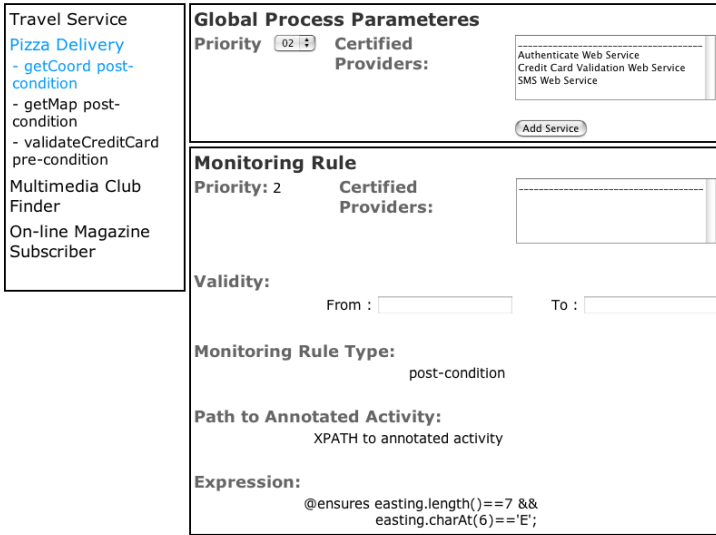 Travel Service
Pizza Delivery
- getCoord post-
condition
- getMap post-
condition
- validateCreditCard
pre-condition
Multimedia Club
Finder
On-line Magazine
Subscriber
Global Process Parameteres
Priority 02 Certified
Providers:
------------------------------------
Authenticate Web Service
Credit Card Validation Web Service
SMS Web Service
Add Service
Monitoring Rule
Priority: 2 Certified
Providers:
------------------------------------
Validity:
From : To :
Monitoring Rule Type:
post-condition
Path to Annotated Activity:
XPATH to annotated activity
Expression:
@ensures easting.length()==7 &&
easting.charAt(6)=='E';